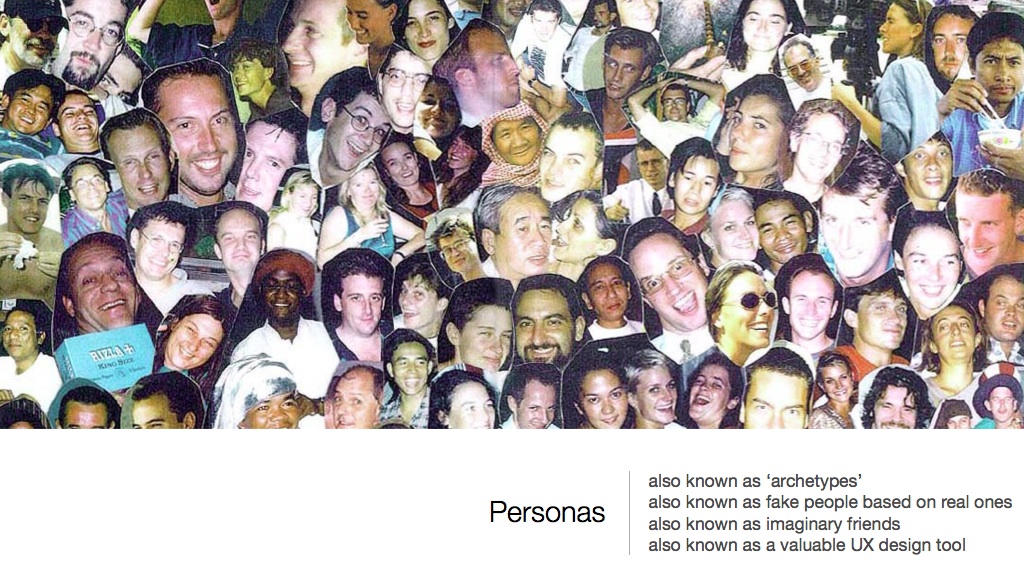 RIZLA+
KING SIZE
Personas
also known as ‘archetypes’
also known as fake people based on real ones
also known as imaginary friends
also known as a valuable UX design tool